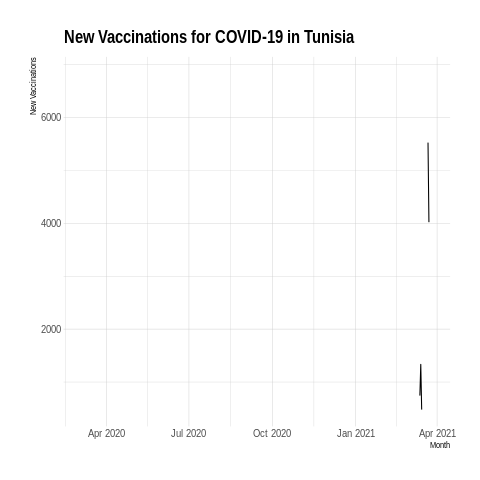 New Vaccinations for COVID-19 in Tunisia
New Vaccinations
6000
4000
2000
Apr 2020 Jul 2020 Oct 2020 Jan 2021 Apr 2021
Month